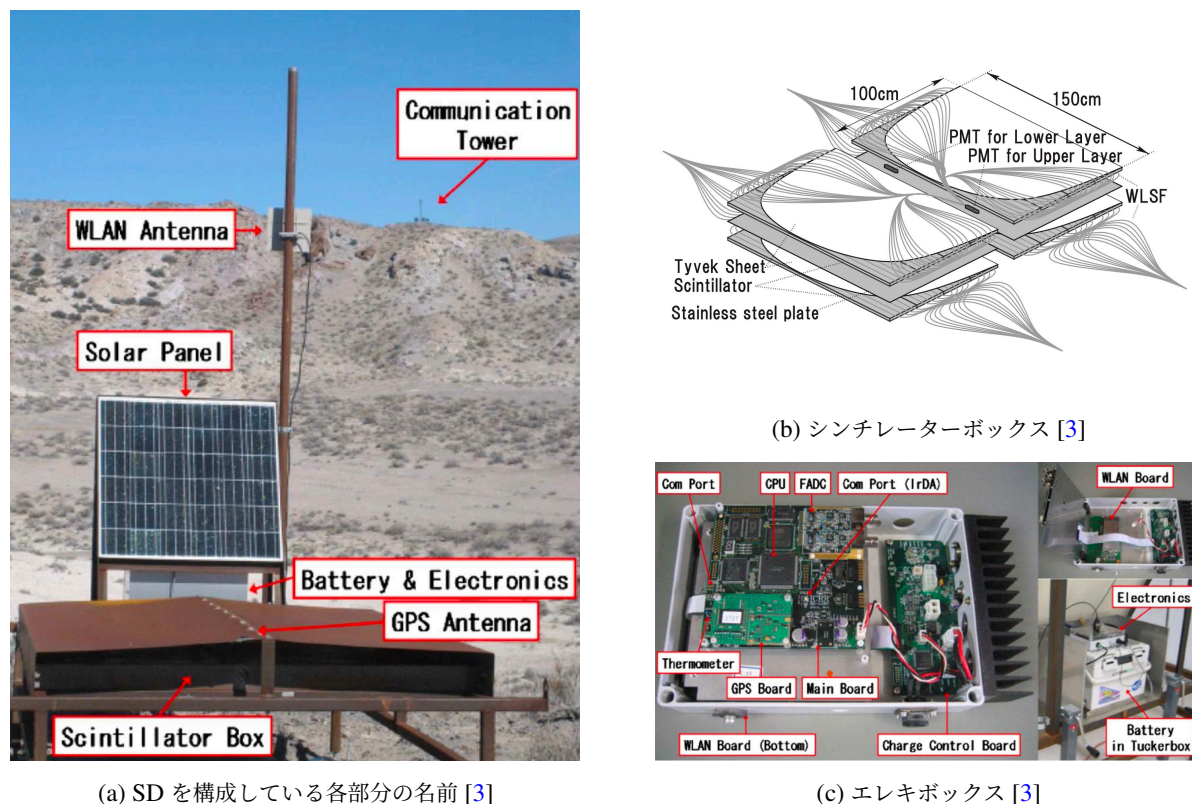 Communication
Tower
WLAN Antenna
Solar Panel
Battery & Electronics
GPS Antenna
Scintillator Box
(a) SD を構成している各部分の名前 [3]
100cm
150cm
PMT for Lower Layer
PMT for Upper Layer
WLSF
Tyvek Sheet
Scintillator
Stainless steel plate
(b) シンチレーターボックス [3]
Com Port
CPU
FADC
Com Port (IrDA)
WLAN Board
Electronics
Thermometer
GPS Board
Main Board
WLAN Board (Bottom)
Charge Control Board
Battery
in Tuckerbox
(c) エレキボックス [3]